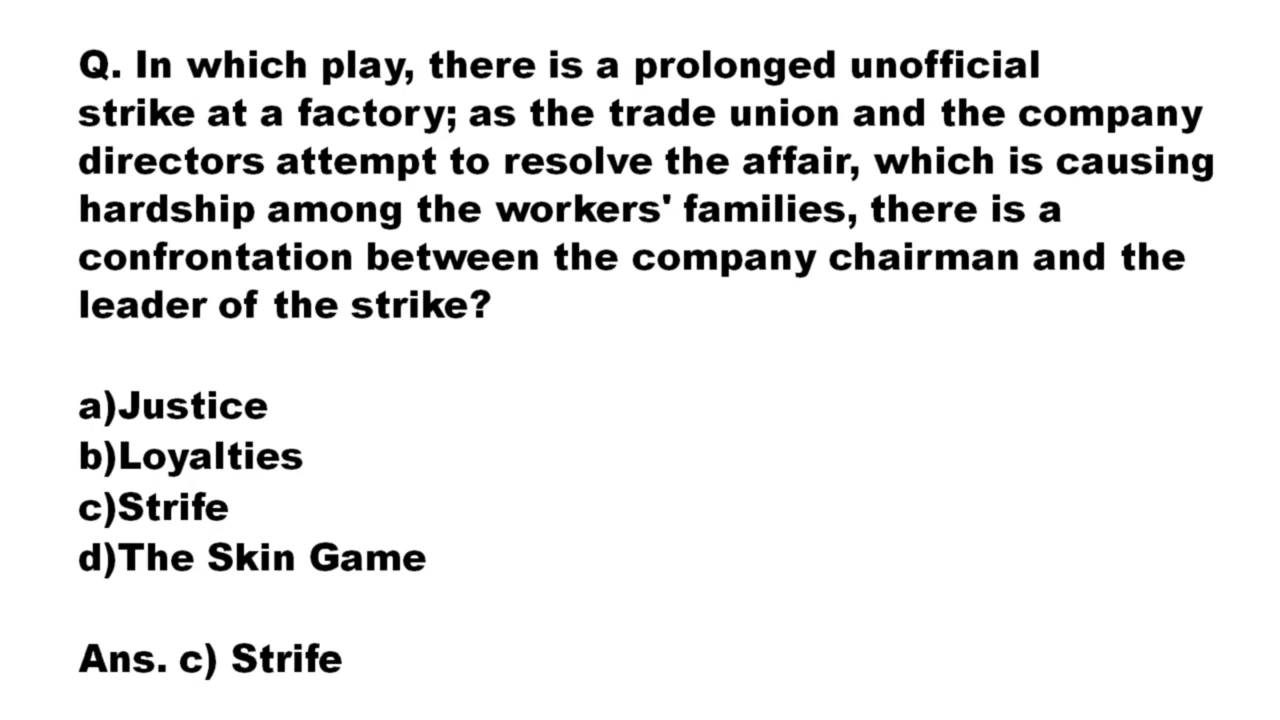 Q. In which play, there is a prolonged unofficial
strike at a factory; as the trade union and the company
directors attempt to resolve the affair, which is causing
hardship among the workers' families, there is a
confrontation between the company chairman and the
leader of the strike?
a)Justice
b)Loyalties
c)Strife
d)The Skin Game
Ans. c) Strife